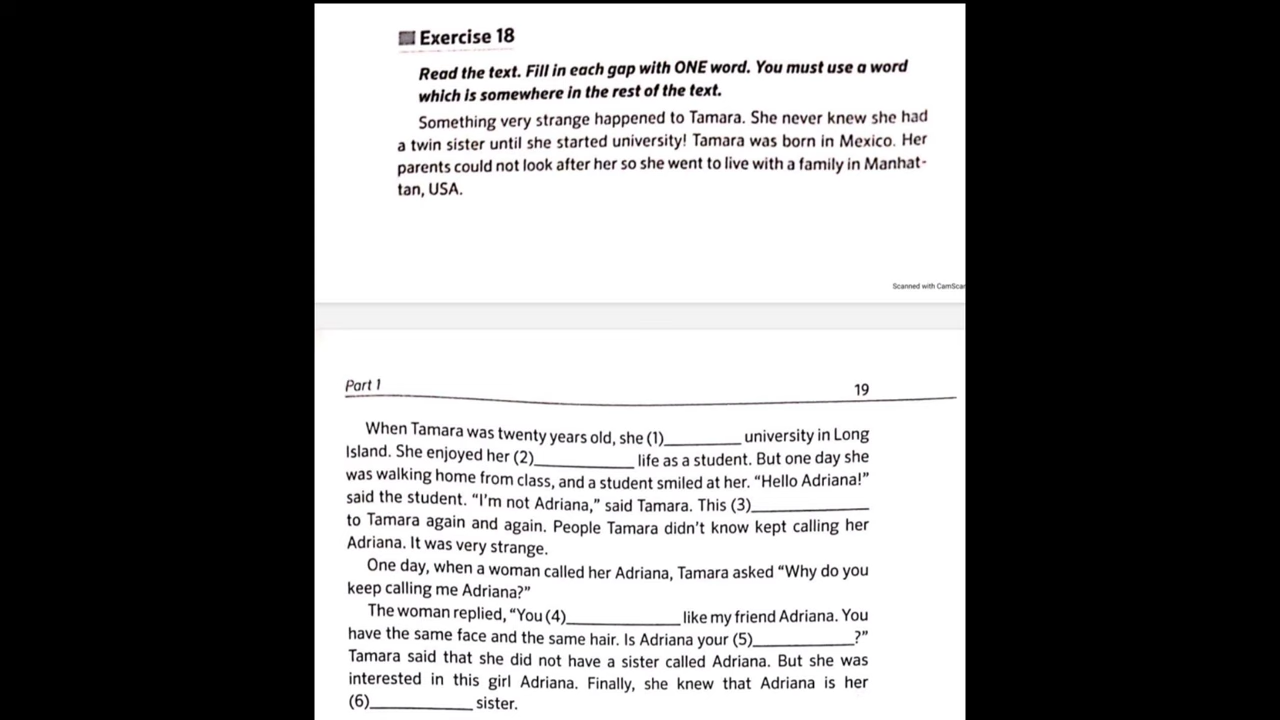 Exercise 18
Read the text. Fill in each gap with ONE word. You must use a word
which is somewhere in the rest of the text.
Something very strange happened to Tamara. She never knew she had
a twin sister until she started university! Tamara was born in Mexico. Her
parents could not look after her so she went to live with a family in Manhat-
tan, USA.
Scanned with CamScan
Part 1
19
When Tamara was twenty years old, she (1)__________ university in Long
Island. She enjoyed her (2)_____________ life as a student. But one day she
was walking home from class, and a student smiled at her. “Hello Adriana!”
said the student. “I'm not Adriana,” said Tamara. This (3)_______________
to Tamara again and again. People Tamara didn't know kept calling her
Adriana. It was very strange.
One day, when a woman called her Adriana, Tamara asked “Why do you
keep calling me Adriana?”
The woman replied, “You (4)______________ like my friend Adriana. You
have the same face and the same hair. Is Adriana your (5)_____________?”
Tamara said that she did not have a sister called Adriana. But she was
interested in this girl Adriana. Finally, she knew that Adriana is her
(6)_____________ sister.